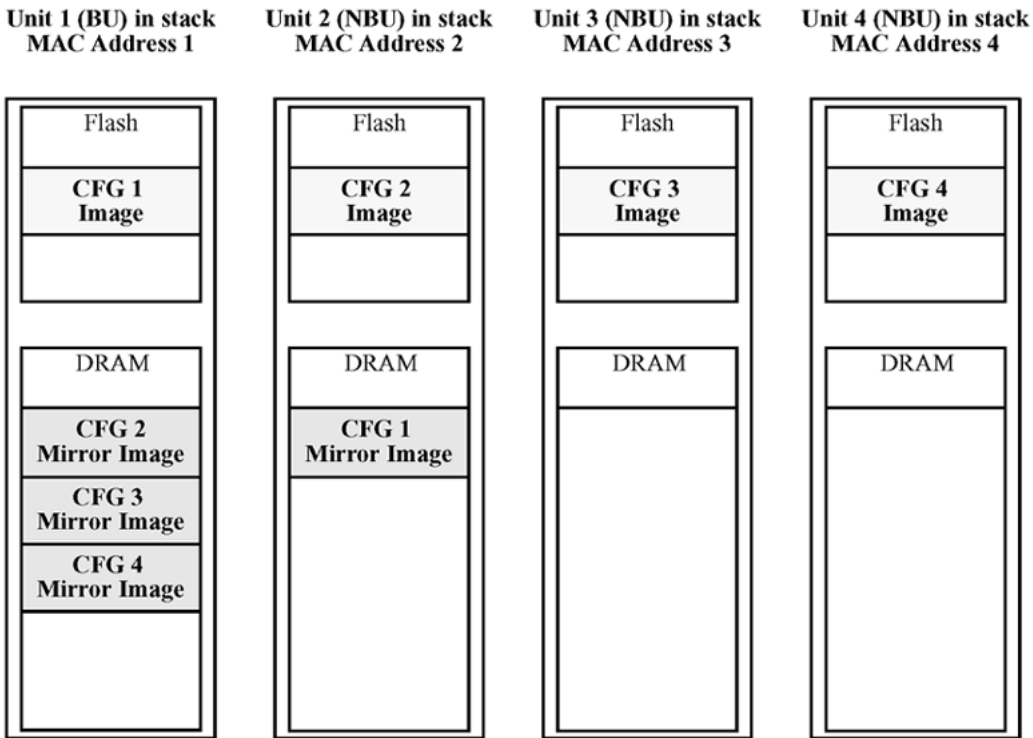 Unit 1 (BU) in stack
MAC Address 1
Unit 2 (NBU) in stack
MAC Address 2
Unit 3 (NBU) in stack
MAC Address 3
Unit 4 (NBU) in stack
MAC Address 4
Flash
CFG 1
Image
DRAM
CFG 2
Mirror Image
CFG 3
Mirror Image
CFG 4
Mirror Image
Flash
CFG 2
Image
DRAM
CFG 1
Mirror Image
Flash
CFG 3
Image
DRAM
Flash
CFG 4
Image
DRAM